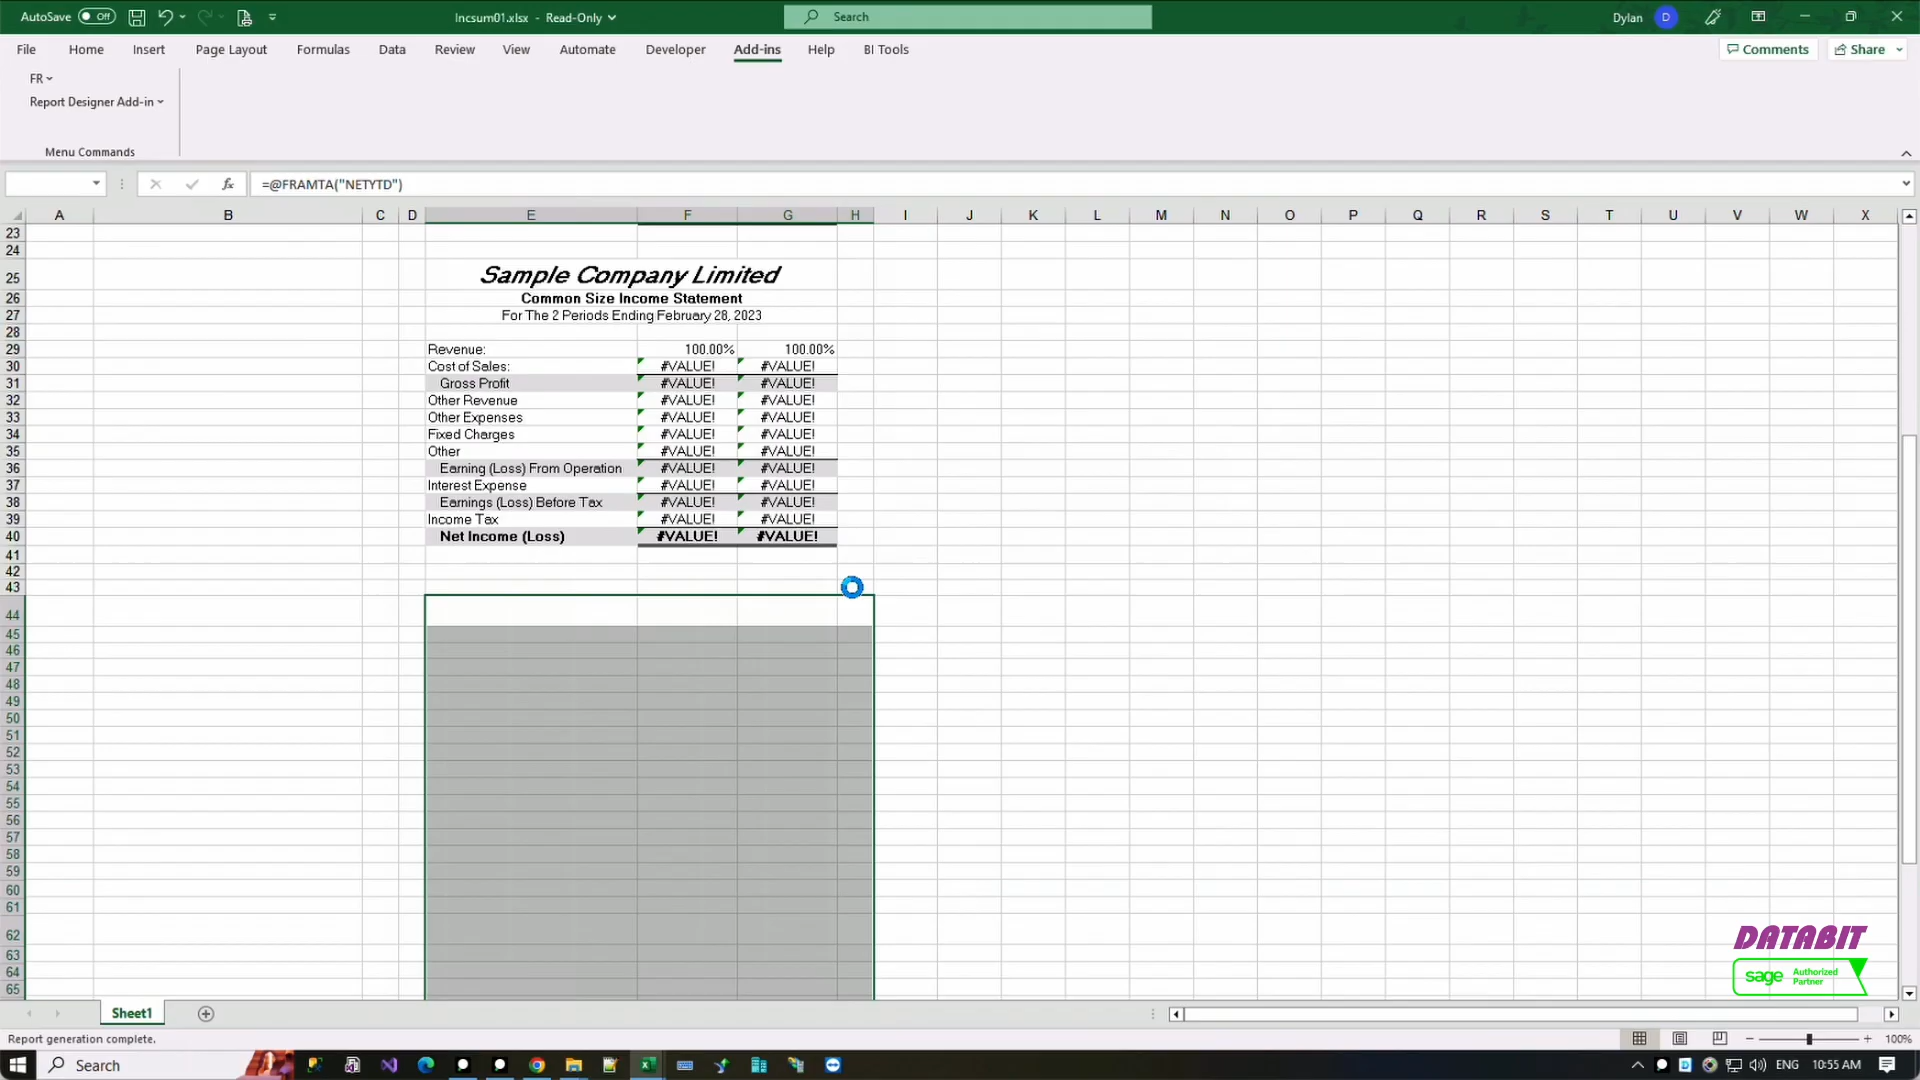 AutoSave Off
Incsum01.xlsx - Read-Only
Search
Dylan D
File Home Insert Page Layout Formulas Data Review View Automate Developer Add-ins Help BI Tools
Comments Share
FR
Report Designer Add-in
Menu Commands
fx =@FRAMTA("NETYTD")
A B C D E F G H I J K L M N O P Q R S T U V W X
23
24
25 Sample Company Limited
26 Common Size Income Statement
27 For The 2 Periods Ending February 28, 2023
28
29 Revenue: 100.00% 100.00%
30 Cost of Sales: #VALUE! #VALUE!
31 Gross Profit #VALUE! #VALUE!
32 Other Revenue #VALUE! #VALUE!
33 Other Expenses #VALUE! #VALUE!
34 Fixed Charges #VALUE! #VALUE!
35 Other #VALUE! #VALUE!
36 Earning (Loss) From Operation #VALUE! #VALUE!
37 Interest Expense #VALUE! #VALUE!
38 Earnings (Loss) Before Tax #VALUE! #VALUE!
39 Income Tax #VALUE! #VALUE!
40 Net Income (Loss) #VALUE! #VALUE!
41
42
43
44
45
46
47
48
49
50
51
52
53
54
55
56
57
58
59
60
61
62
63
64
65
DATABIT
sage Authorized Partner
Sheet1
Report generation complete.
100%
Search
ENG 10:55 AM